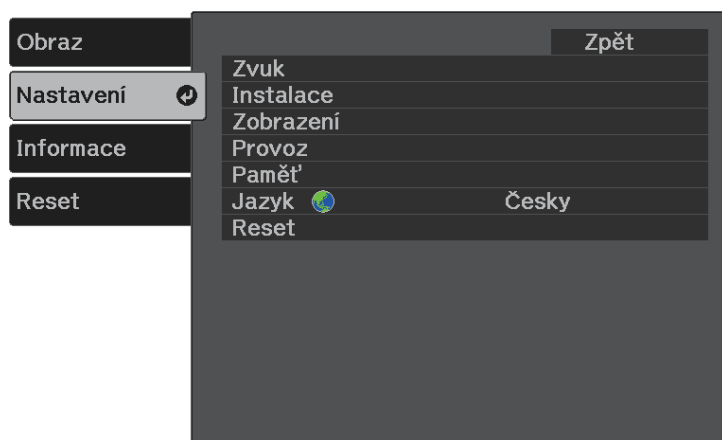 Obraz
Nastavení
Informace
Reset
Zpět
Zvuk
Instalace
Zobrazení
Provoz
Paměť
Jazyk Česky
Reset